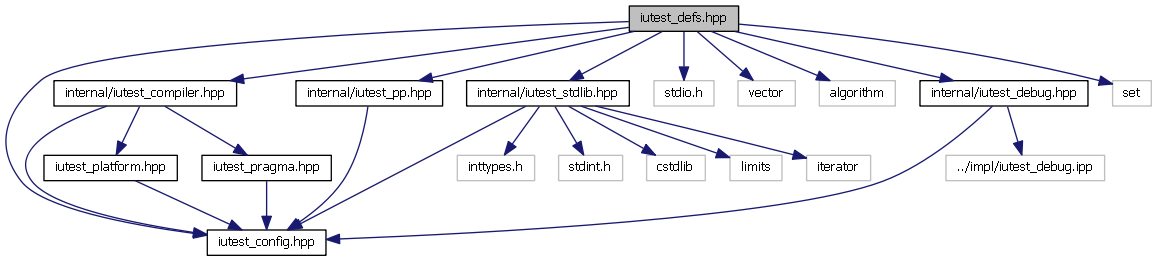 iutest_defs.hpp
internal/iutest_compiler.hpp
internal/iutest_pp.hpp
internal/iutest_stdlib.hpp
stdio.h
vector
algorithm
internal/iutest_debug.hpp
set
iutest_platform.hpp
iutest_pragma.hpp
inttypes.h
stdint.h
cstdlib
limits
iterator
../impl/iutest_debug.ipp
iutest_config.hpp